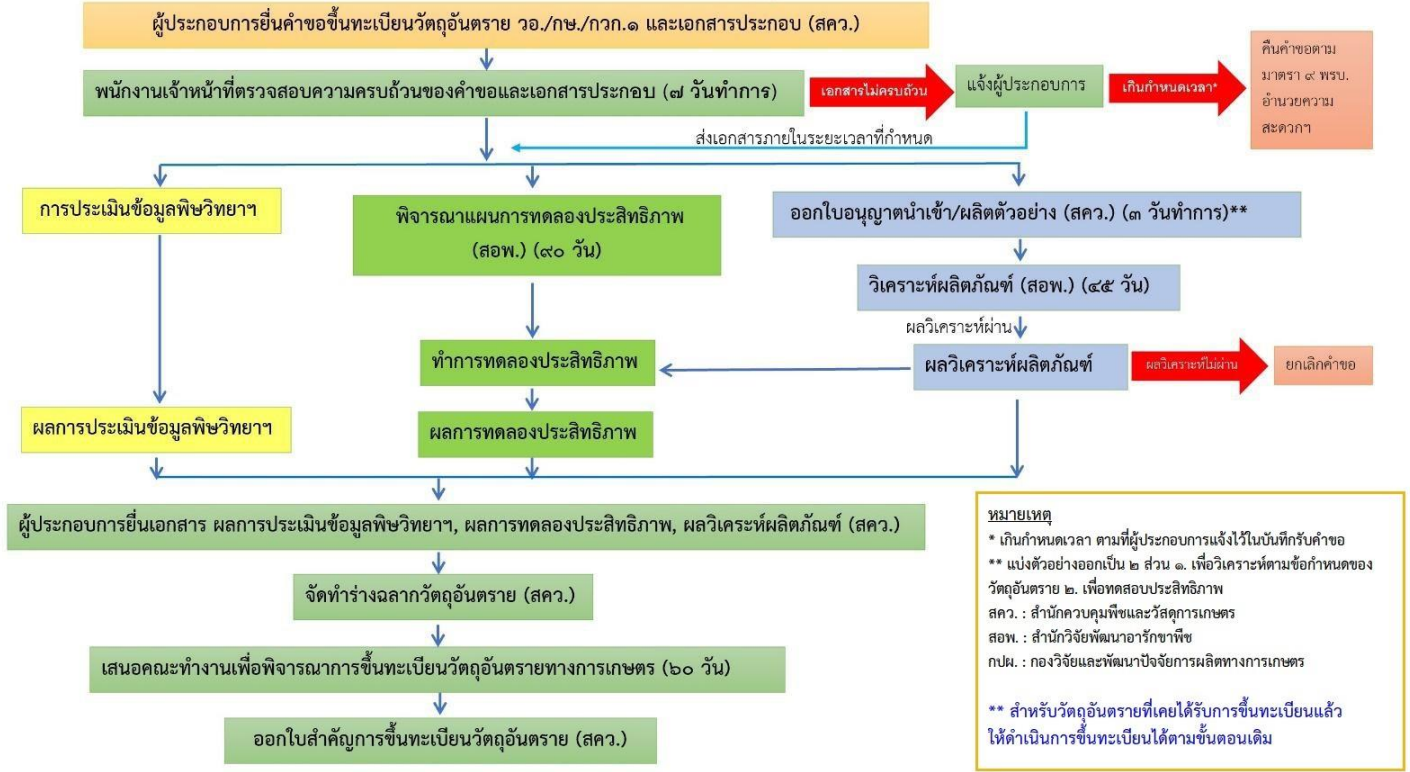 ผู้ประกอบการยื่นคำขอขึ้นทะเบียนวัตถุอันตราย วอ./กษ./กวก.๑ และเอกสารประกอบ (สคว.)
พนักงานเจ้าหน้าที่ตรวจสอบความครบถ้วนของคำขอและเอกสารประกอบ (๗ วันทำการ)
เอกสารไม่ครบถ้วน
แจ้งผู้ประกอบการ
เกินกำหนดเวลา*
คืนคำขอตาม
มาตรา ๙ พรบ.
อำนวยความ
สะดวกฯ
ส่งเอกสารภายในระยะเวลาที่กำหนด
การประเมินข้อมูลพิษวิทยาฯ
พิจารณาแผนการทดลองประสิทธิภาพ
(สอพ.) (๙๐ วัน)
ออกใบอนุญาตนำเข้า/ผลิตตัวอย่าง (สคว.) (๓ วันทำการ)**
วิเคราะห์ผลิตภัณฑ์ (สอพ.) (๔๕ วัน)
ผลวิเคราะห์ผ่าน
ทำการทดลองประสิทธิภาพ
ผลวิเคราะห์ผลิตภัณฑ์
ผลวิเคราะห์ไม่ผ่าน
ยกเลิกคำขอ
ผลการประเมินข้อมูลพิษวิทยาฯ
ผลการทดลองประสิทธิภาพ
ผู้ประกอบการยื่นเอกสาร ผลการประเมินข้อมูลพิษวิทยาฯ, ผลการทดลองประสิทธิภาพ, ผลวิเคระห์ผลิตภัณฑ์ (สคว.)
จัดทำร่างฉลากวัตถุอันตราย (สคว.)
เสนอคณะทำงานเพื่อพิจารณาการขึ้นทะเบียนวัตถุอันตรายทางการเกษตร (๖๐ วัน)
ออกใบสำคัญการขึ้นทะเบียนวัตถุอันตราย (สคว.)
หมายเหตุ
* เกินกำหนดเวลา ตามที่ผู้ประกอบการแจ้งไว้ในบันทึกรับคำขอ
** แบ่งตัวอย่างออกเป็น ๒ ส่วน ๑. เพื่อวิเคราะห์ตามข้อกำหนดของ
วัตถุอันตราย ๒. เพื่อทดสอบประสิทธิภาพ
สคว. : สำนักควบคุมพืชและวัสดุการเกษตร
สอพ. : สำนักวิจัยพัฒนาอารักขาพืช
กปผ. : กองวิจัยและพัฒนาปัจจัยการผลิตทางการเกษตร
** สำหรับวัตถุอันตรายที่เคยได้รับการขึ้นทะเบียนแล้ว
ให้ดำเนินการขึ้นทะเบียนได้ตามขั้นตอนเดิม